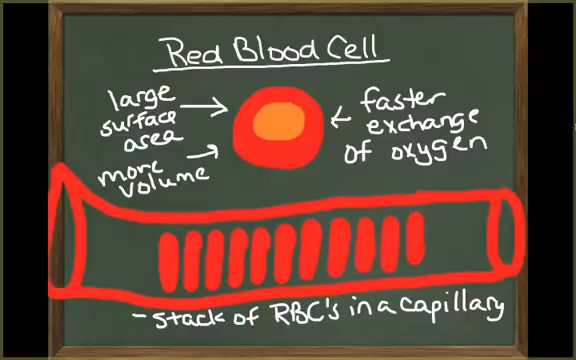 Red Blood Cell
large
surface
area
more
volume
faster
exchange
of oxygen
- stack of RBC's in a capillary